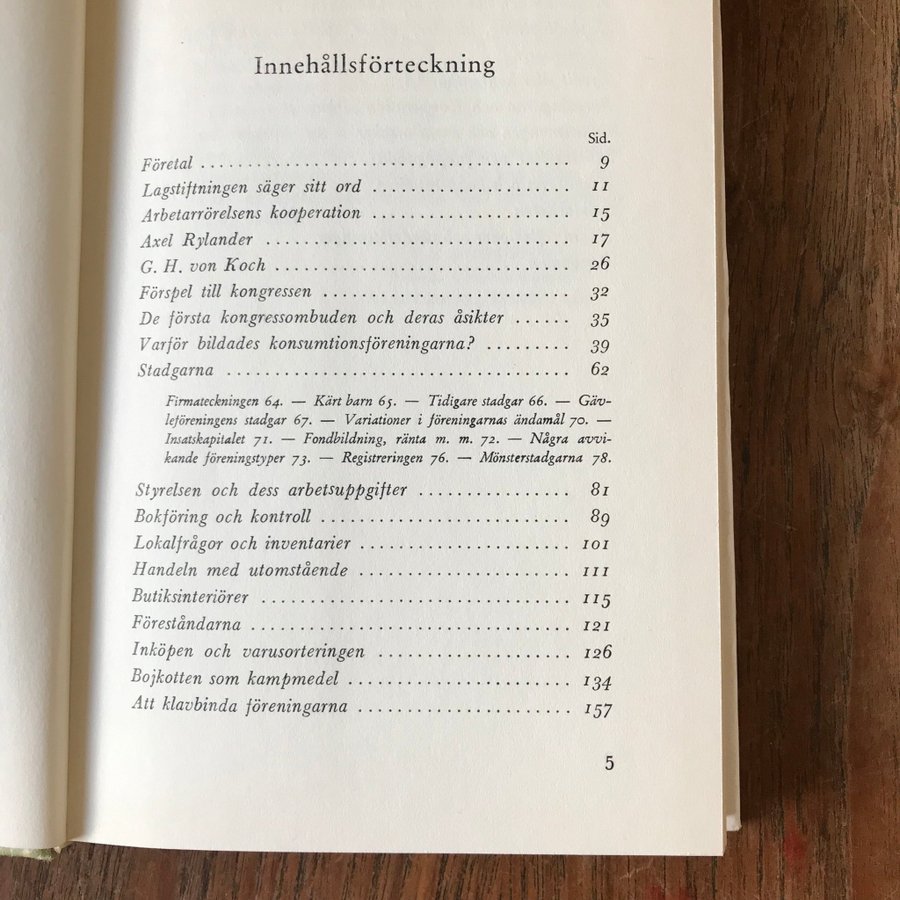 Innehållsförteckning
Sid.
Företal . . . . . . . . . . . . . . . . . . . . . . . . . . . . . . . . . . . . . . 9
Lagstiftningen säger sitt ord . . . . . . . . . . . . . . . . . . . . 11
Arbetarrörelsens kooperation . . . . . . . . . . . . . . . . . . . . 15
Axel Rylander . . . . . . . . . . . . . . . . . . . . . . . . . . . . . . 17
G. H. von Koch . . . . . . . . . . . . . . . . . . . . . . . . . . . . . 26
Förspel till kongressen . . . . . . . . . . . . . . . . . . . . . . . . 32
De första kongressombuden och deras åsikter . . . . . . 35
Varför bildades konsumtionsföreningarna? . . . . . . . . . 39
Stadgarna . . . . . . . . . . . . . . . . . . . . . . . . . . . . . . . . . . 62
Firmateckningen 64. — Kärt barn 65. — Tidigare stadgar 66. — Gäv-
leföreningens stadgar 67. — Variationer i föreningarnas ändamål 70. —
Insatskapitalet 71. — Fondbildning, ränta m. m. 72. — Några avvi-
kande föreningstyper 73. — Registreringen 76. — Mönsterstadgarna 78.
Styrelsen och dess arbetsuppgifter . . . . . . . . . . . . . . . 81
Bokföring och kontroll . . . . . . . . . . . . . . . . . . . . . . . . 89
Lokalfrågor och inventarier . . . . . . . . . . . . . . . . . . . . . 101
Handeln med utomstående . . . . . . . . . . . . . . . . . . . . . 111
Butiksinteriörer . . . . . . . . . . . . . . . . . . . . . . . . . . . . . . 115
Föreståndarna . . . . . . . . . . . . . . . . . . . . . . . . . . . . . . . 121
Inköpen och varusorteringen . . . . . . . . . . . . . . . . . . . 126
Bojkotten som kampmedel . . . . . . . . . . . . . . . . . . . . . . 134
Att klavbinda föreningarna . . . . . . . . . . . . . . . . . . . . . 157
5